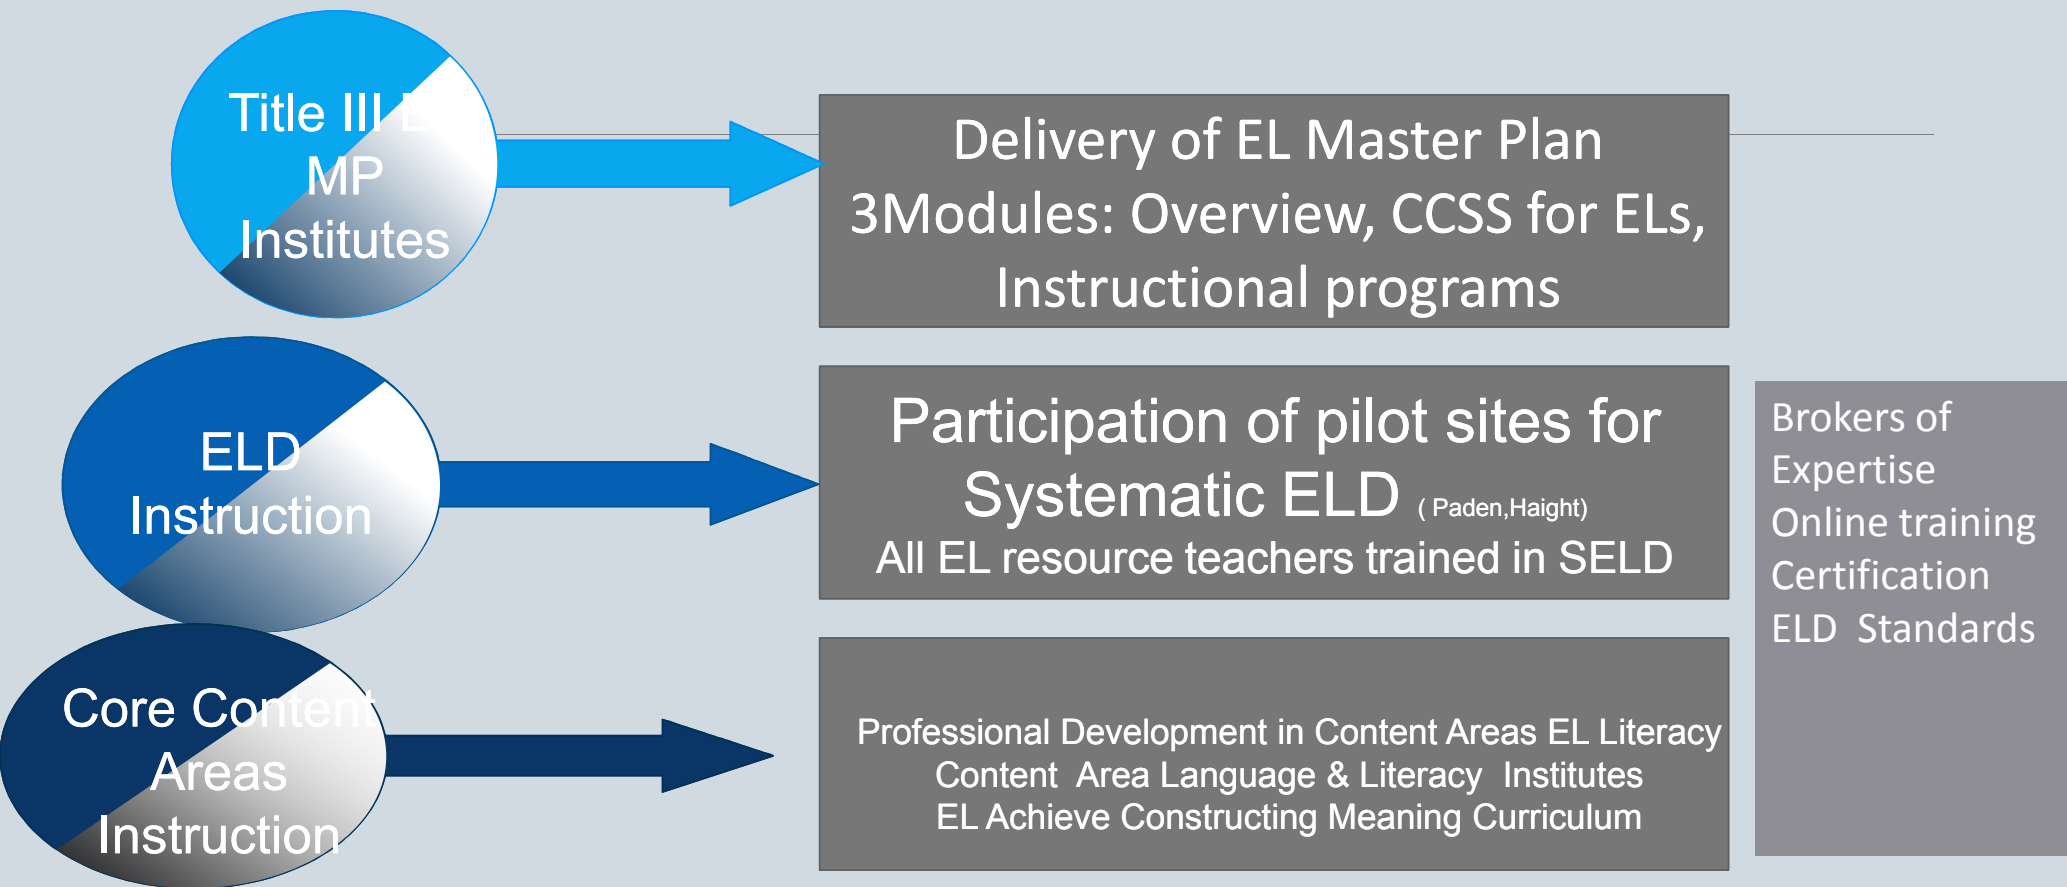 Title III E
MP
Institutes
Delivery of EL Master Plan
3Modules: Overview, CCSS for ELs,
Instructional programs
ELD
Instruction
Participation of pilot sites for
Systematic ELD ( Paden,Haight)
All EL resource teachers trained in SELD
Core Content
Areas
Instruction
Professional Development in Content Areas EL Literacy
Content Area Language & Literacy Institutes
EL Achieve Constructing Meaning Curriculum
Brokers of
Expertise
Online training
Certification
ELD Standards